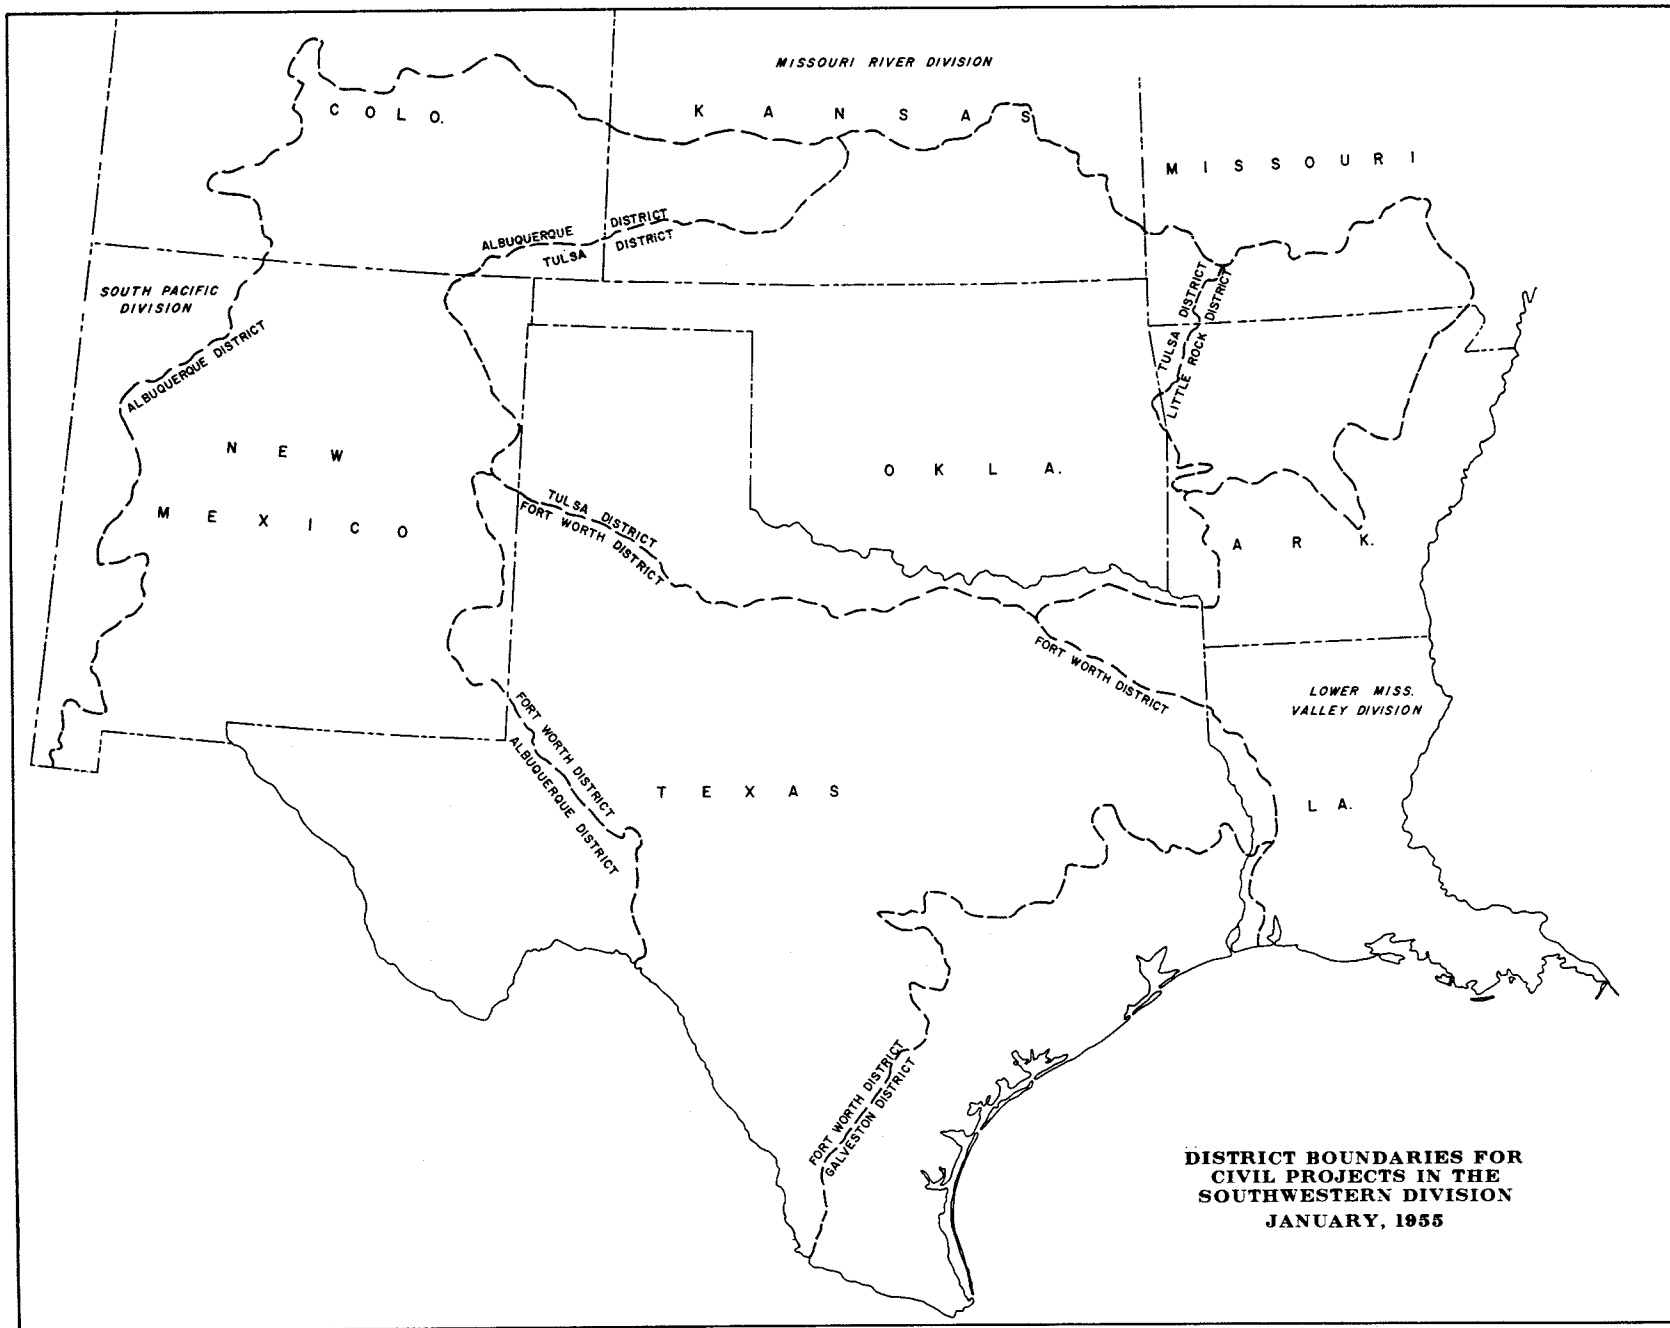 MISSOURI RIVER DIVISION
COLO.
KANSAS
MISSOURI
ALBUQUERQUE DISTRICT
TULSA DISTRICT
SOUTH PACIFIC
DIVISION
ALBUQUERQUE DISTRICT
TULSA DISTRICT
LITTLE ROCK DISTRICT
NEW
MEXICO
OKLA.
TULSA DISTRICT
FORT WORTH DISTRICT
ARK.
FORT WORTH DISTRICT
LOWER MISS.
VALLEY DIVISION
FORT WORTH DISTRICT
ALBUQUERQUE DISTRICT
TEXAS
LA.
FORT WORTH DISTRICT
GALVESTON DISTRICT
DISTRICT BOUNDARIES FOR
CIVIL PROJECTS IN THE
SOUTHWESTERN DIVISION
JANUARY, 1955